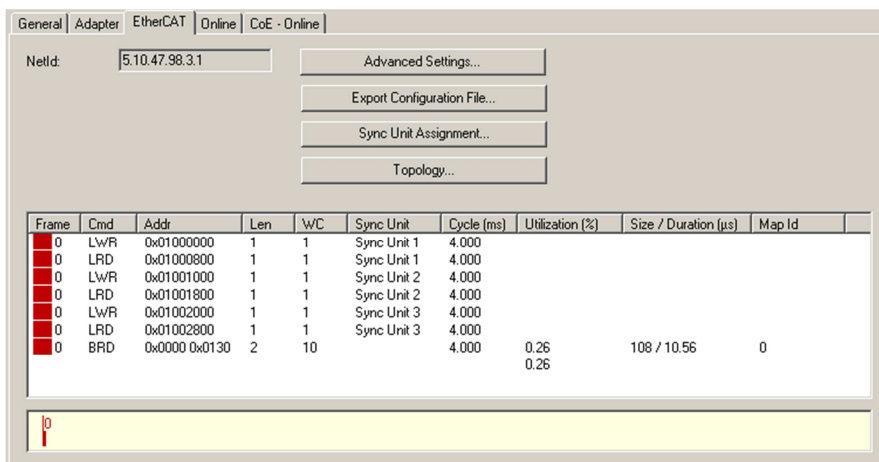 General Adapter EtherCAT Online CoE - Online
NetId: 5.10.47.98.3.1 Advanced Settings...
Export Configuration File...
Sync Unit Assignment...
Topology...
Frame Cmd Addr Len WC Sync Unit Cycle (ms) Utilization (%) Size / Duration (µs) Map Id
0 LWR 0x01000000 1 1 Sync Unit 1 4.000
0 LRD 0x01000800 1 1 Sync Unit 1 4.000
0 LWR 0x01001000 1 1 Sync Unit 2 4.000
0 LRD 0x01001800 1 1 Sync Unit 2 4.000
0 LWR 0x01002000 1 1 Sync Unit 3 4.000
0 LRD 0x01002800 1 1 Sync Unit 3 4.000
0 BRD 0x0000 0x0130 2 10 4.000 0.26 108 / 10.56 0
0.26
0